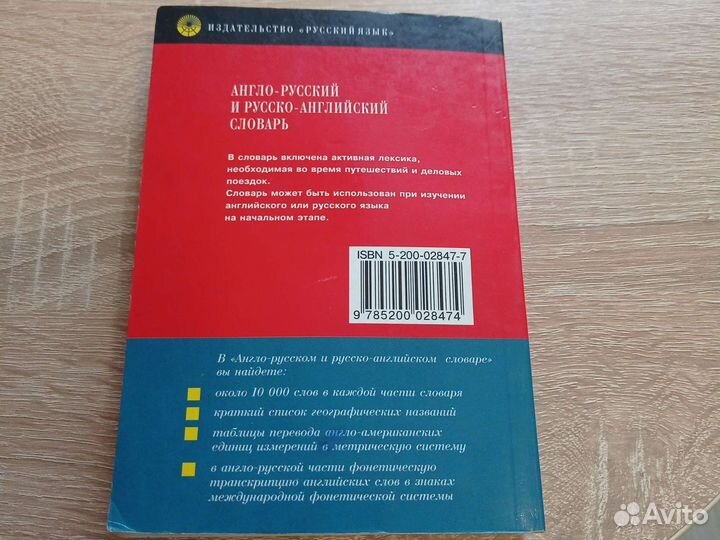 ИЗДАТЕЛЬСТВО «РУССКИЙ ЯЗЫК»
АНГЛО-РУССКИЙ
И РУССКО-АНГЛИЙСКИЙ
СЛОВАРЬ
В словарь включена активная лексика,
необходимая во время путешествий и деловых
поездок.
Словарь может быть использован при изучении
английского или русского языка
на начальном этапе.
ISBN 5-200-02847-7
9 785200 028474
В «Англо-русском и русско-английском словаре»
вы найдете:
около 10 000 слов в каждой части словаря
краткий список географических названий
таблицы перевода англо-американских
единиц измерений в метрическую систему
в англо-русской части фонетическую
транскрипцию английских слов в знаках
международной фонетической системы
Avito